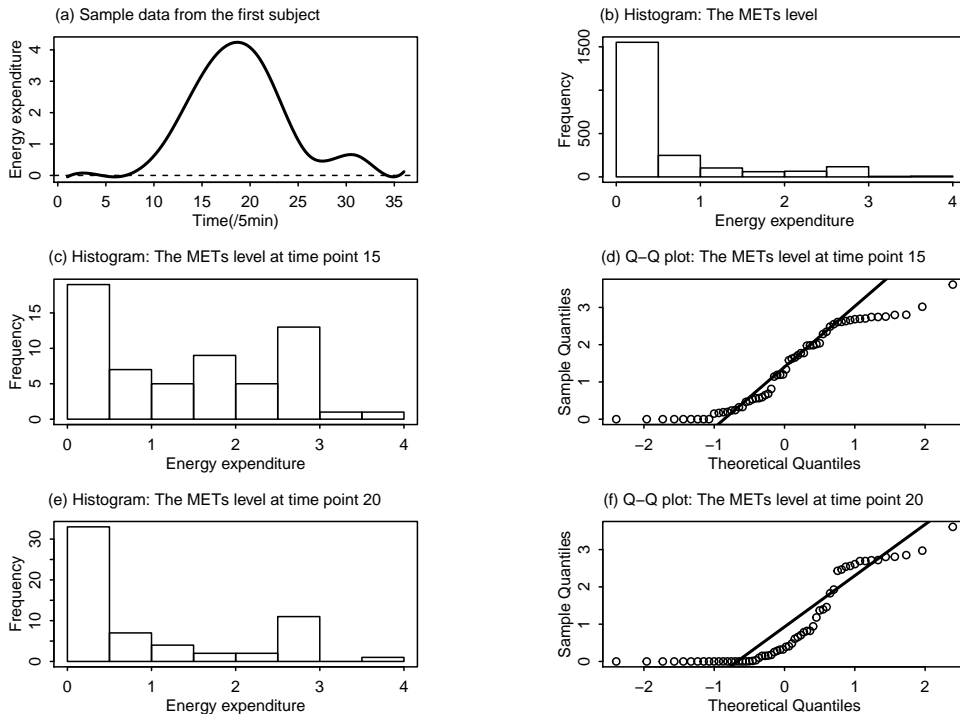 (a) Sample data from the first subject
Energy expenditure
0 1 2 3 4
0 5 10 15 20 25 30 35
Time(/5min)
(b) Histogram: The METs level
Frequency
0 500 1500
0 1 2 3 4
Energy expenditure
(c) Histogram: The METs level at time point 15
Frequency
0 5 10 15
0 1 2 3 4
Energy expenditure
(d) Q−Q plot: The METs level at time point 15
Sample Quantiles
0 1 2 3
−2 −1 0 1 2
Theoretical Quantiles
(e) Histogram: The METs level at time point 20
Frequency
0 10 30
0 1 2 3 4
Energy expenditure
(f) Q−Q plot: The METs level at time point 20
Sample Quantiles
0 1 2 3
−2 −1 0 1 2
Theoretical Quantiles